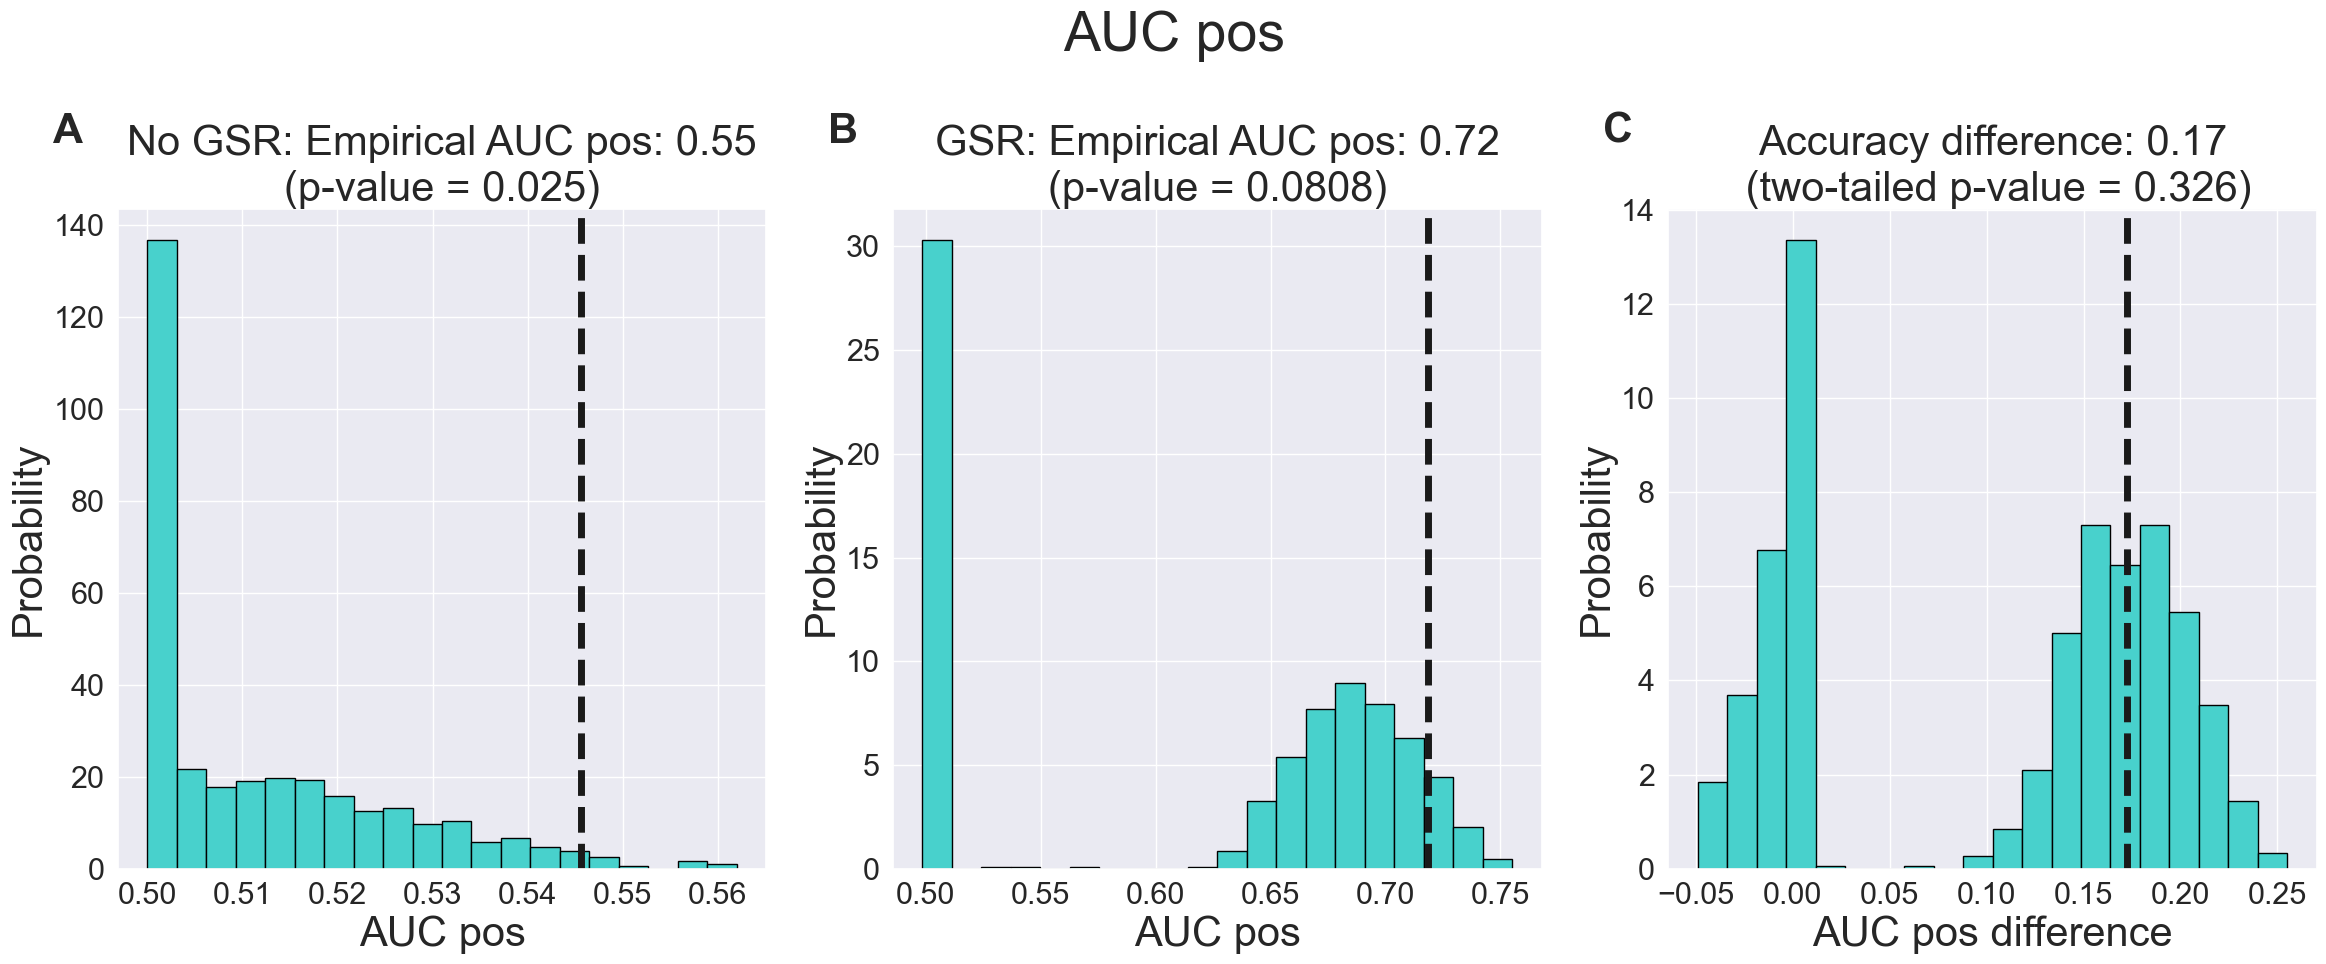 AUC pos
A
No GSR: Empirical AUC pos: 0.55
(p-value = 0.025)
140
120
100
80
60
40
20
0
Probability
0.50 0.51 0.52 0.53 0.54 0.55 0.56
AUC pos
B
GSR: Empirical AUC pos: 0.72
(p-value = 0.0808)
30
25
20
15
10
5
0
Probability
0.50 0.55 0.60 0.65 0.70 0.75
AUC pos
C
Accuracy difference: 0.17
(two-tailed p-value = 0.326)
14
12
10
8
6
4
2
0
Probability
−0.05 0.00 0.05 0.10 0.15 0.20 0.25
AUC pos difference